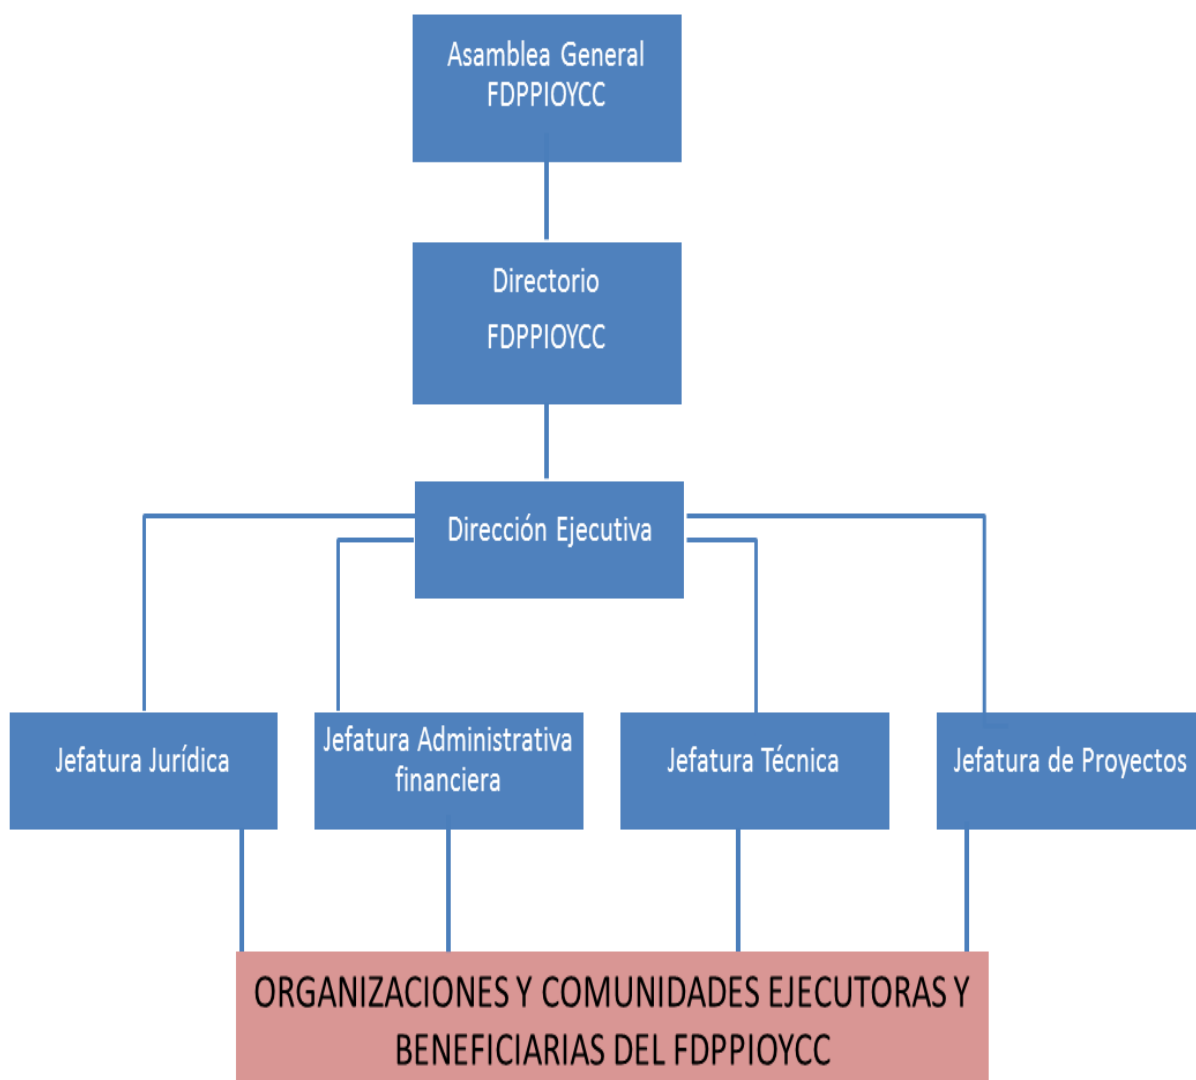 Asamblea General
FDPPIOYCC
Directorio
FDPPIOYCC
Dirección Ejecutiva
Jefatura Jurídica
Jefatura Administrativa
financiera
Jefatura Técnica
Jefatura de Proyectos
ORGANIZACIONES Y COMUNIDADES EJECUTORAS Y
BENEFICIARIAS DEL FDPPIOYCC